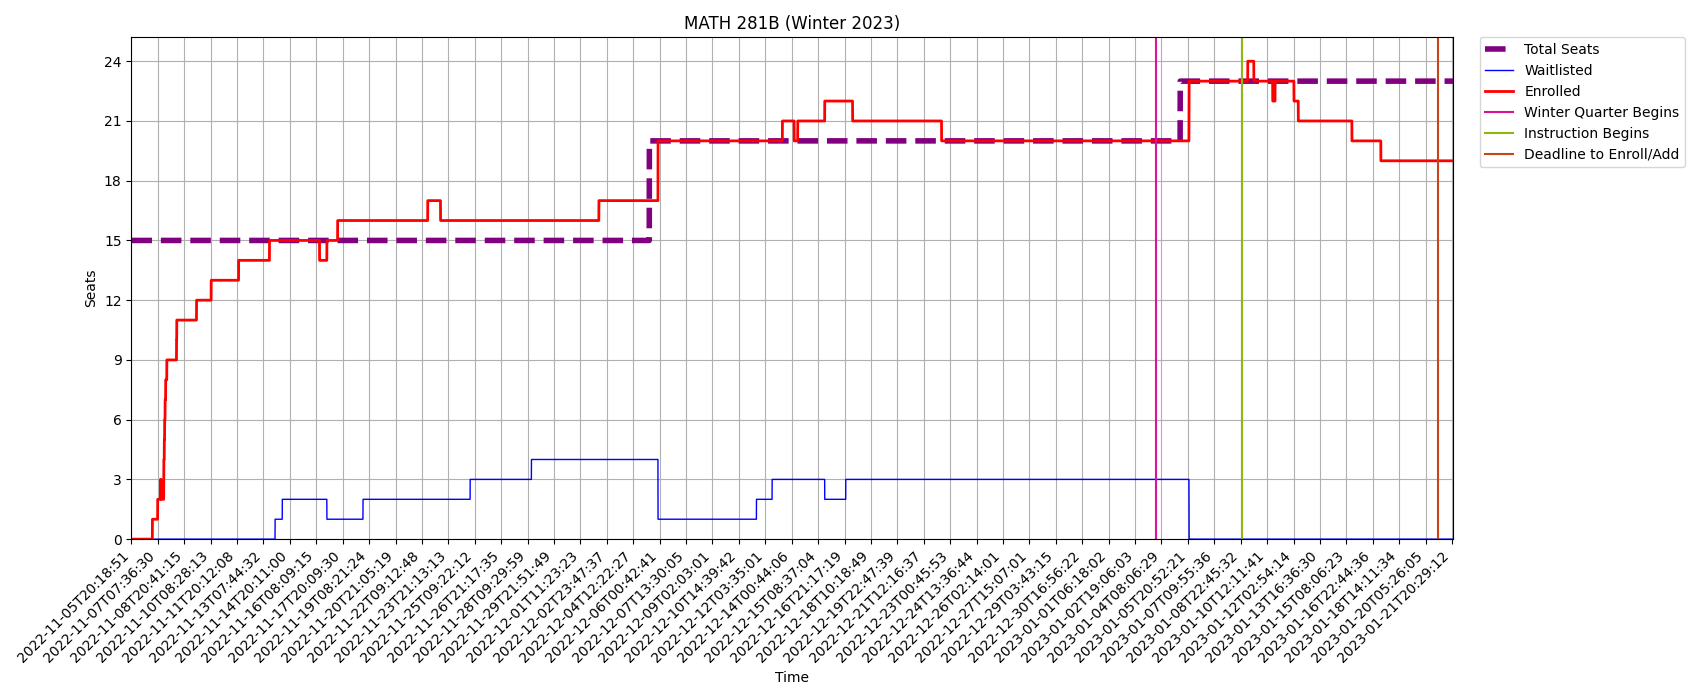 MATH 281B (Winter 2023)
Total Seats
Waitlisted
Enrolled
Winter Quarter Begins
Instruction Begins
Deadline to Enroll/Add
Seats
24
21
18
15
12
9
6
3
0
2022-11-05T20:18:51
2022-11-07T07:36:30
2022-11-08T20:41:15
2022-11-10T08:28:13
2022-11-11T20:12:08
2022-11-13T07:44:32
2022-11-14T20:11:00
2022-11-16T08:09:15
2022-11-17T20:09:30
2022-11-19T08:21:24
2022-11-20T21:05:19
2022-11-22T09:12:48
2022-11-23T21:13:13
2022-11-25T09:22:12
2022-11-26T21:17:35
2022-11-28T09:29:59
2022-11-29T21:51:49
2022-12-01T11:23:23
2022-12-02T23:47:37
2022-12-04T12:22:27
2022-12-06T00:42:41
2022-12-07T13:30:05
2022-12-09T02:03:01
2022-12-10T14:39:42
2022-12-12T03:35:01
2022-12-14T00:44:06
2022-12-15T08:37:04
2022-12-16T21:17:19
2022-12-18T10:18:49
2022-12-19T22:47:39
2022-12-21T12:16:37
2022-12-23T00:45:53
2022-12-24T13:36:44
2022-12-26T02:14:01
2022-12-27T15:07:01
2022-12-29T03:43:15
2022-12-30T16:56:22
2023-01-01T06:18:02
2023-01-02T19:06:03
2023-01-04T08:06:29
2023-01-05T20:52:21
2023-01-07T09:55:36
2023-01-08T22:45:32
2023-01-10T12:11:41
2023-01-12T02:54:14
2023-01-13T16:36:30
2023-01-15T08:06:23
2023-01-16T22:44:36
2023-01-18T14:11:34
2023-01-20T05:26:05
2023-01-21T20:29:12
Time